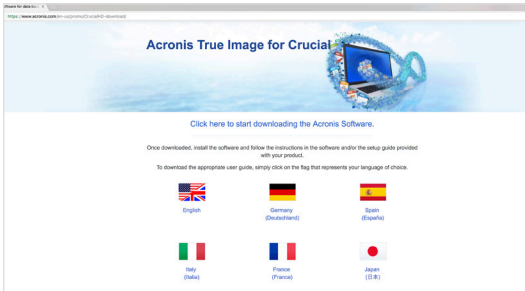 https://www.acronis.com/en-us/promo/CrucialHD-download/
Acronis True Image for Crucial
Click here to start downloading the Acronis Software.
Once downloaded, install the software and follow the instructions in the software and/or the setup guide provided
with your product.
To download the appropriate user guide, simply click on the flag that represents your language of choice.
English
Germany
(Deutschland)
Spain
(España)
Italy
(Italia)
France
(France)
Japan
(日本)